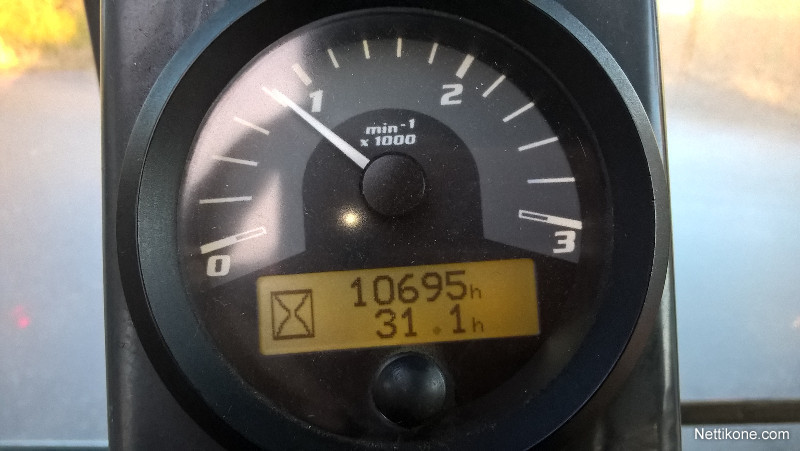 1
2
min-1
x 1000
0
3
10695h
31.1h
Nettikone.com